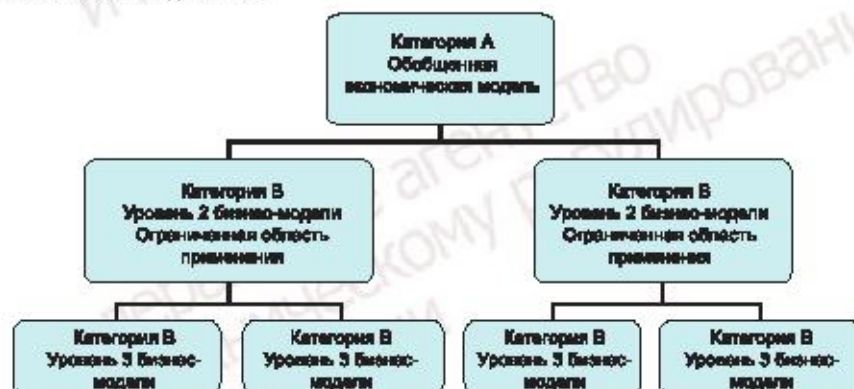 Категория А
Обобщенная
экономическая модель
Категория В
Уровень 2 бизнес-модели
Ограниченная область
применения
Категория В
Уровень 2 бизнес-модели
Ограниченная область
применения
Категория В
Уровень 3 бизнес-
модели
Категория В
Уровень 3 бизнес-
модели
Категория В
Уровень 3 бизнес-
модели
Категория В
Уровень 3 бизнес-
модели
агентство